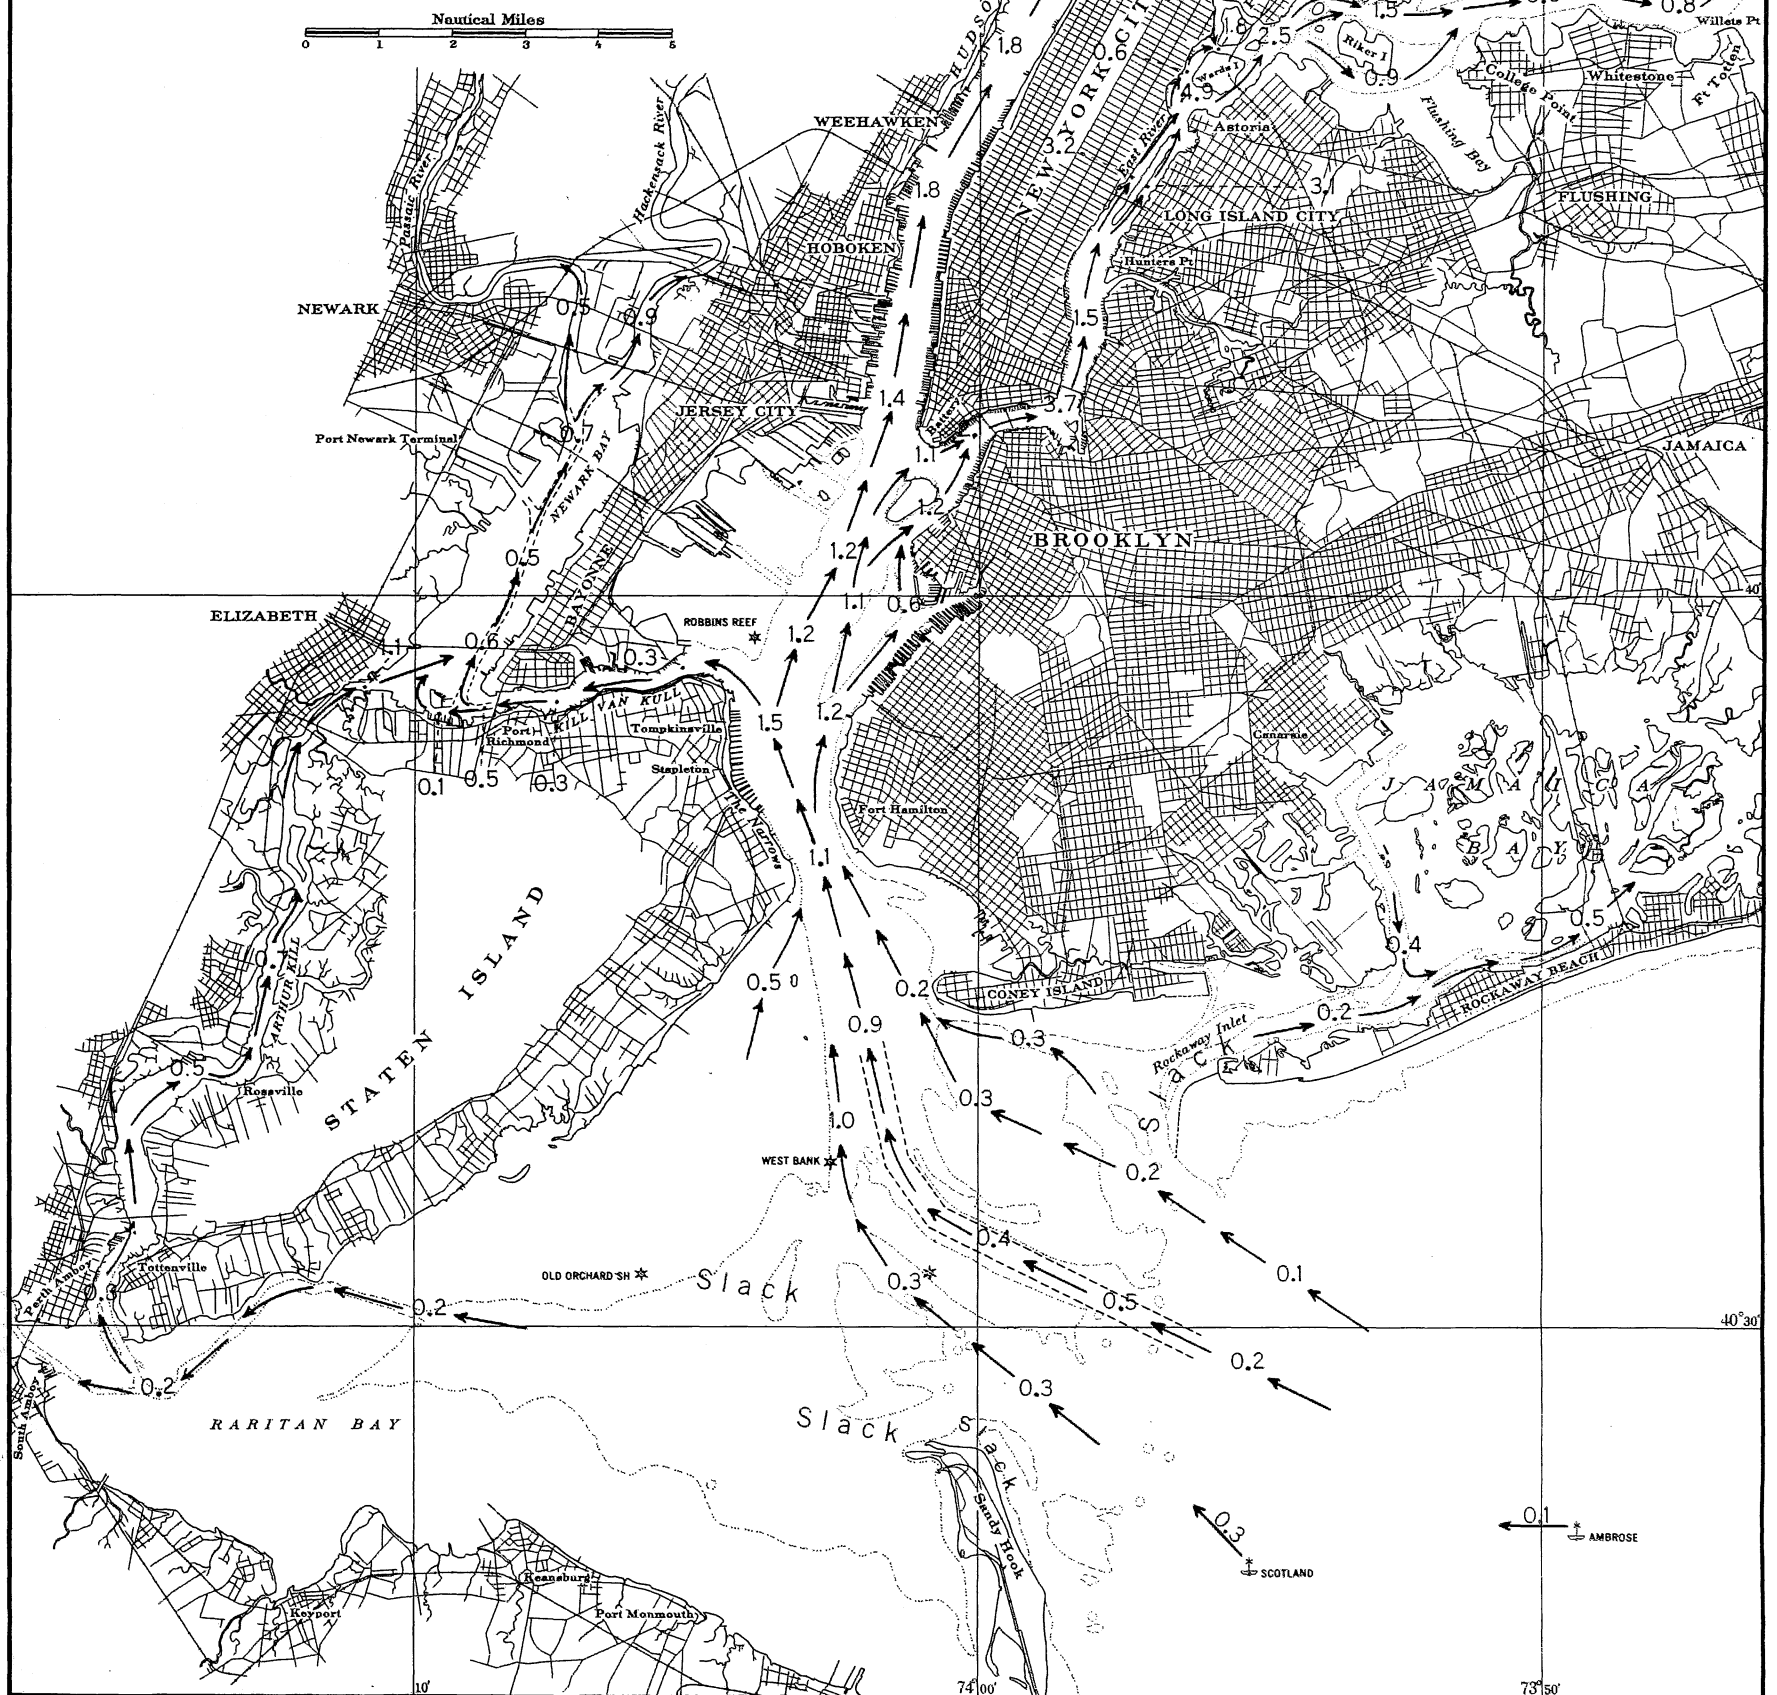 Nautical Miles
0 1 2 3 4 5
HUDSO
1.8
NEW YORK CIT
0.6
.8
2.5
1.5
0.8
Willets Pt
Riker I
Wards I
0.9
College Point
Whitestone
Ft Totten
Passaic River
Hackensack River
WEEHAWKEN
4.9
Astoria
Flushing Bay
East River
3.2
1.8
3.1
FLUSHING
LONG ISLAND CITY
HOBOKEN
Hunters Pt
NEWARK
0.5
0.9
1.5
1.4
JERSEY CITY
Battery
3.7
Port Newark Terminal
JAMAICA
1.1
NEWARK BAY
1.2
BROOKLYN
0.5
1.2
BAYONNE
1.1
0.6
40'
ELIZABETH
ROBBINS REEF
1.2
1.1
0.6
0.3
KILL VAN KULL
1.5
1.2
Port Richmond
Tompkinsville
Canarsie
Stapleton
0.1
0.5
0.3
JAMAICA
The Narrows
Fort Hamilton
BAY
1.1
STATEN ISLAND
0.5
0.4
ARTHUR KILL
ROCKAWAY BEACH
0.5
0.2
CONEY ISLAND
0.9
0.3
0.2
Rockaway Inlet
Slack
0.5
Rossville
0.3
1.0
WEST BANK
0.2
0.4
Tottenville
Perth Amboy
0.3
OLD ORCHARD SH
Slack
0.3
0.1
0.5
0.2
40°30'
0.2
0.2
0.3
South Amboy
RARITAN BAY
Slack
Slack
Sandy Hook
0.3
0.1
AMBROSE
SCOTLAND
Keansburg
Keyport
Port Monmouth
10'
74°00'
73°50'